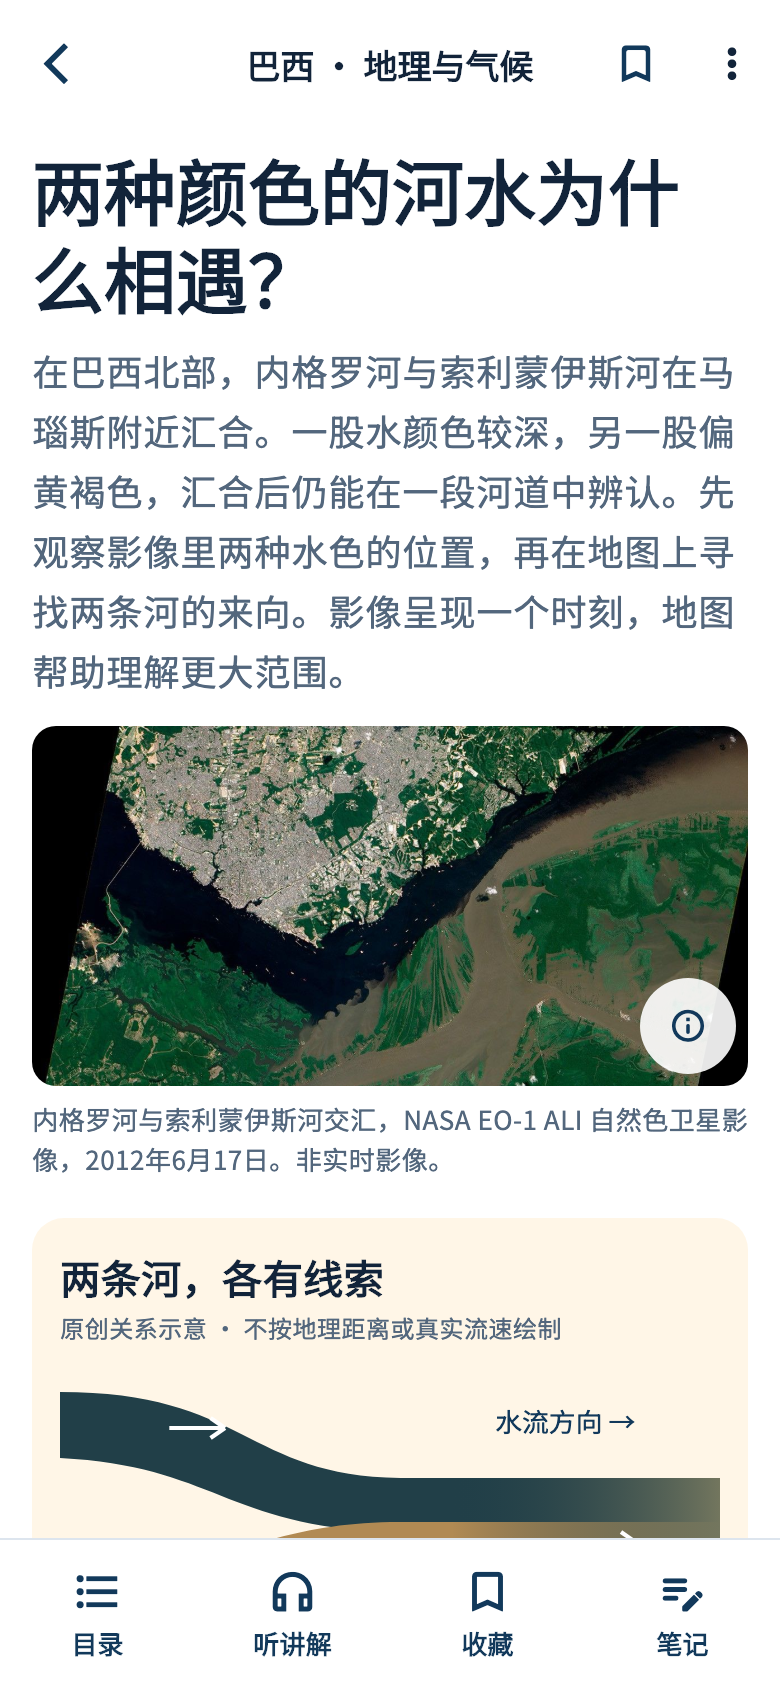 巴西 · 地理与气候
两种颜色的河水为什
么相遇？
在巴西北部，内格罗河与索利蒙伊斯河在马
瑙斯附近汇合。一股水颜色较深，另一股偏
黄褐色，汇合后仍能在一段河道中辨认。先
观察影像里两种水色的位置，再在地图上寻
找两条河的来向。影像呈现一个时刻，地图
帮助理解更大范围。
内格罗河与索利蒙伊斯河交汇，NASA EO-1 ALI 自然色卫星影
像，2012年6月17日。非实时影像。
两条河，各有线索
原创关系示意 · 不按地理距离或真实流速绘制
水流方向 →
目录
听讲解
收藏
笔记